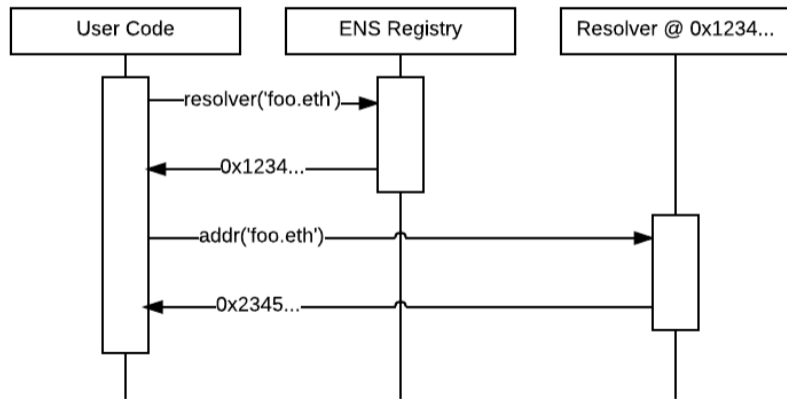 User Code
ENS Registry
Resolver @ 0x1234...
resolver('foo.eth')
0x1234...
addr('foo.eth')
0x2345...